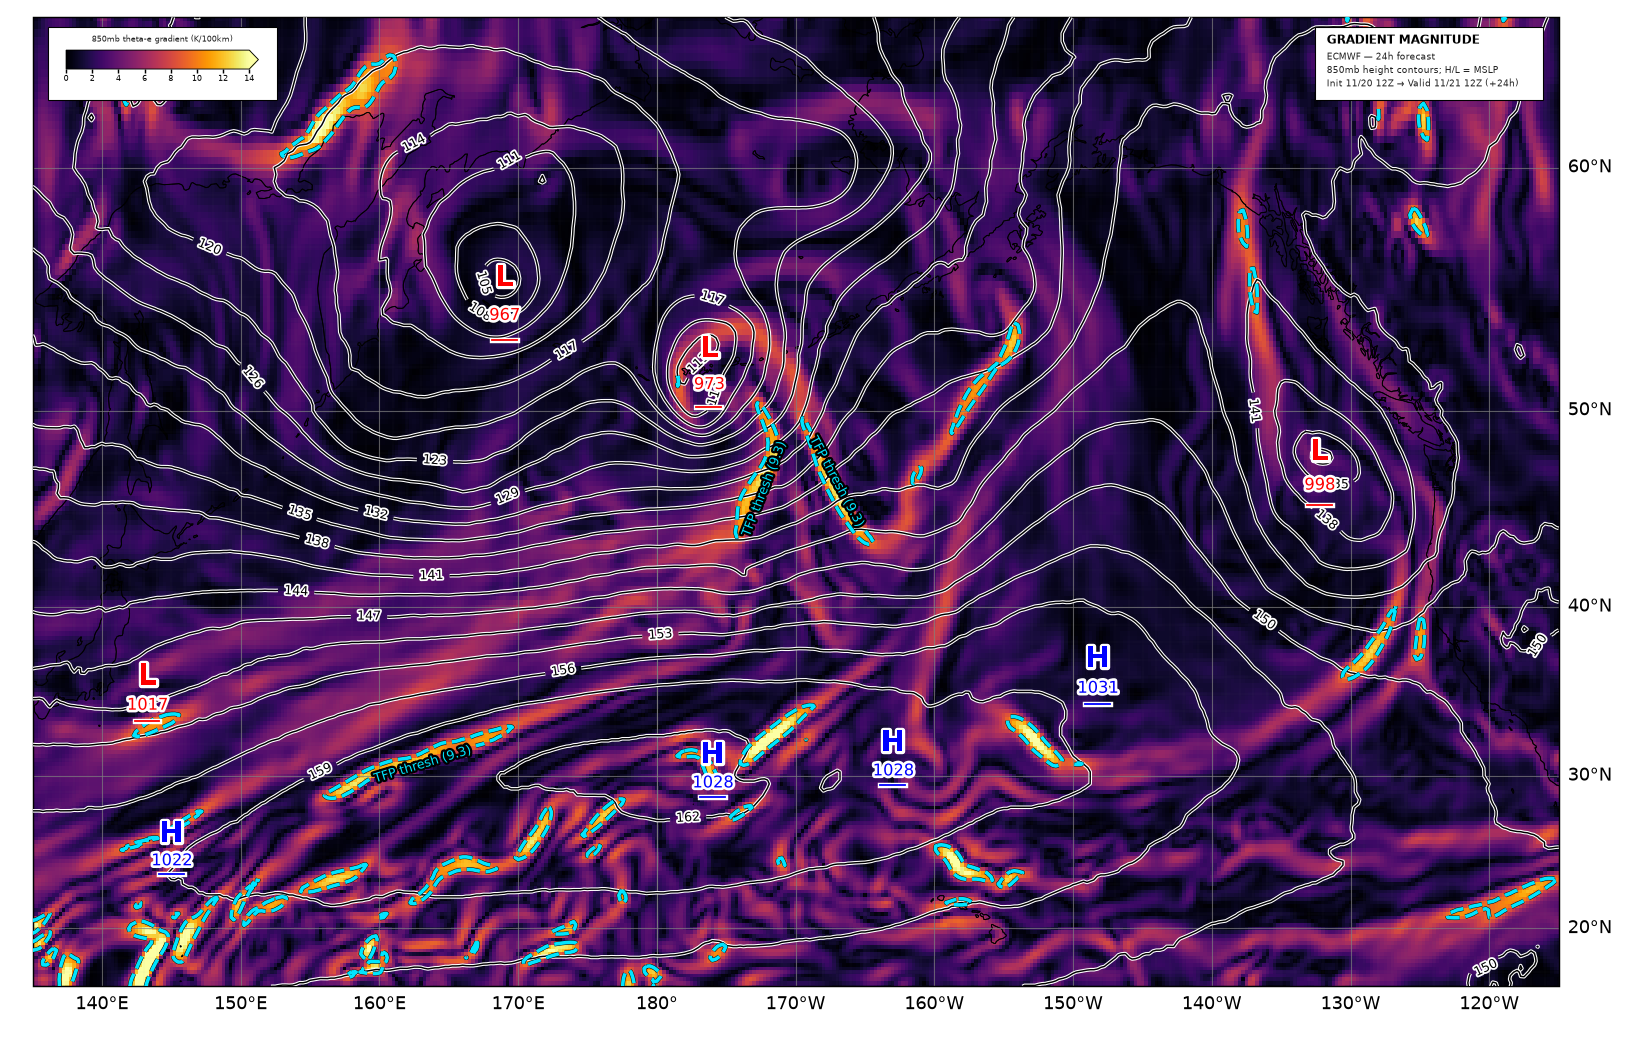 850mb theta-e gradient (K/100km)
0 2 4 6 8 10 12 14
GRADIENT MAGNITUDE
ECMWF — 24h forecast
850mb height contours; H/L = MSLP
Init 11/20 12Z → Valid 11/21 12Z (+24h)
60°N
114
111
120
L
105
967
117
117
L
973
126
50°N
141
123
TFP thresh (9.3)
TFP thresh (9.3)
L
998
138
129
135
132
138
141
144
147
40°N
150
153
150
156
H
1031
L
1017
159
TFP thresh (9.3)
H
1028
H
1028
30°N
162
H
1022
20°N
150
140°E 150°E 160°E 170°E 180° 170°W 160°W 150°W 140°W 130°W 120°W